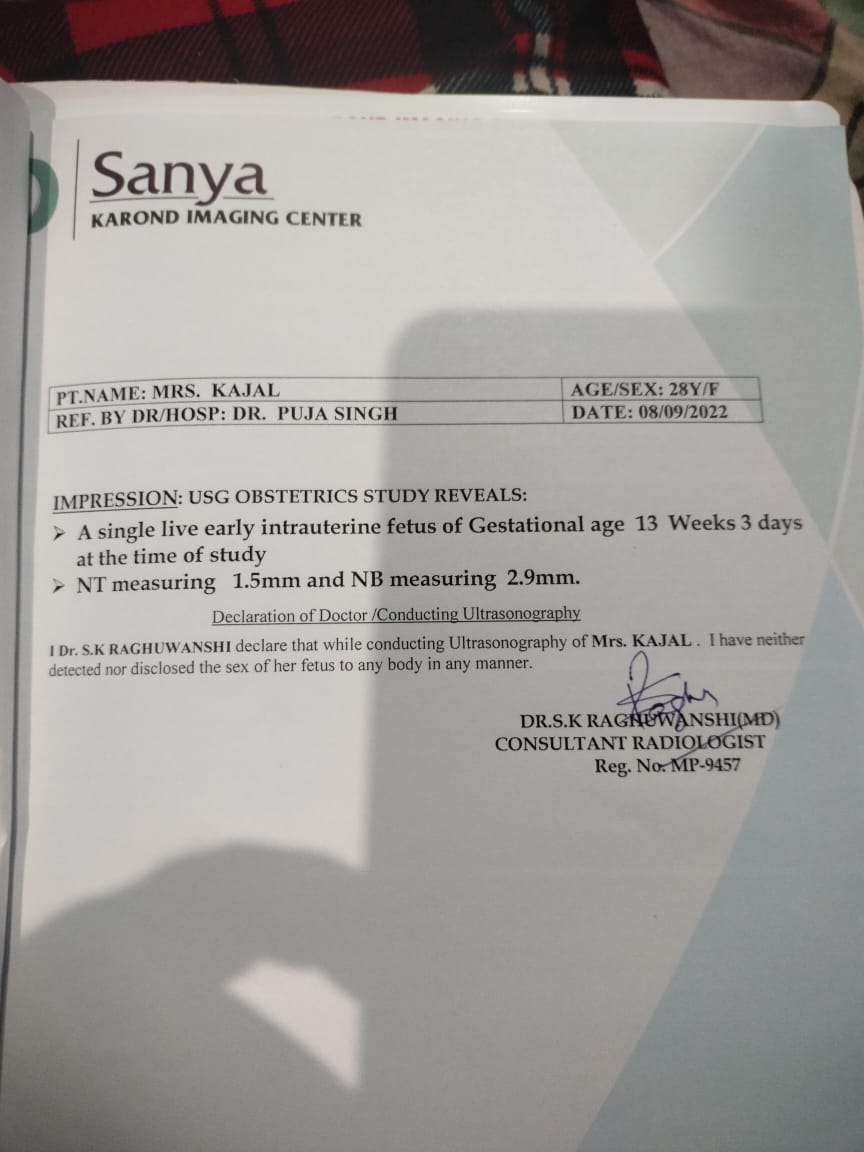 Sanya
KAROND IMAGING CENTER
PT.NAME: MRS. KAJAL AGE/SEX: 28Y/F
REF. BY DR/HOSP: DR. PUJA SINGH DATE: 08/09/2022
IMPRESSION: USG OBSTETRICS STUDY REVEALS:
➢ A single live early intrauterine fetus of Gestational age 13 Weeks 3 days
at the time of study
➢ NT measuring 1.5mm and NB measuring 2.9mm.
Declaration of Doctor /Conducting Ultrasonography
I Dr. S.K RAGHUWANSHI declare that while conducting Ultrasonography of Mrs. KAJAL . I have neither
detected nor disclosed the sex of her fetus to any body in any manner.
DR.S.K RAGHUWANSHI(MD)
CONSULTANT RADIOLOGIST
Reg. No. MP-9457